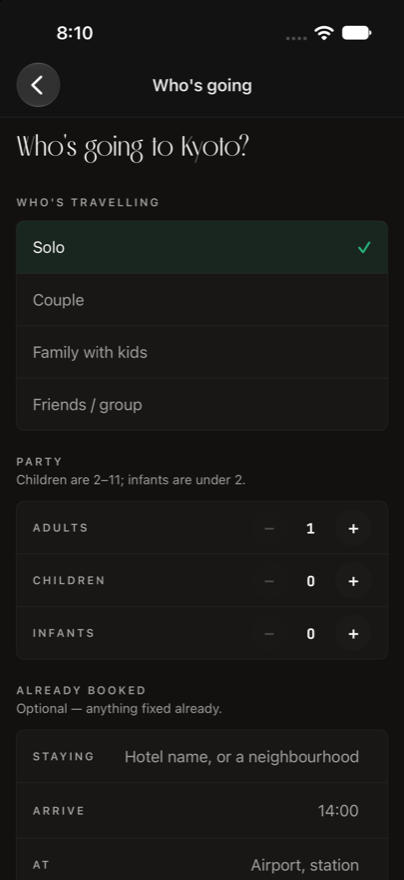 8:10
Who's going
Who's going to Kyoto?
WHO'S TRAVELLING
Solo
Couple
Family with kids
Friends / group
PARTY
Children are 2–11; infants are under 2.
ADULTS − 1 +
CHILDREN − 0 +
INFANTS − 0 +
ALREADY BOOKED
Optional — anything fixed already.
STAYING Hotel name, or a neighbourhood
ARRIVE 14:00
AT Airport, station